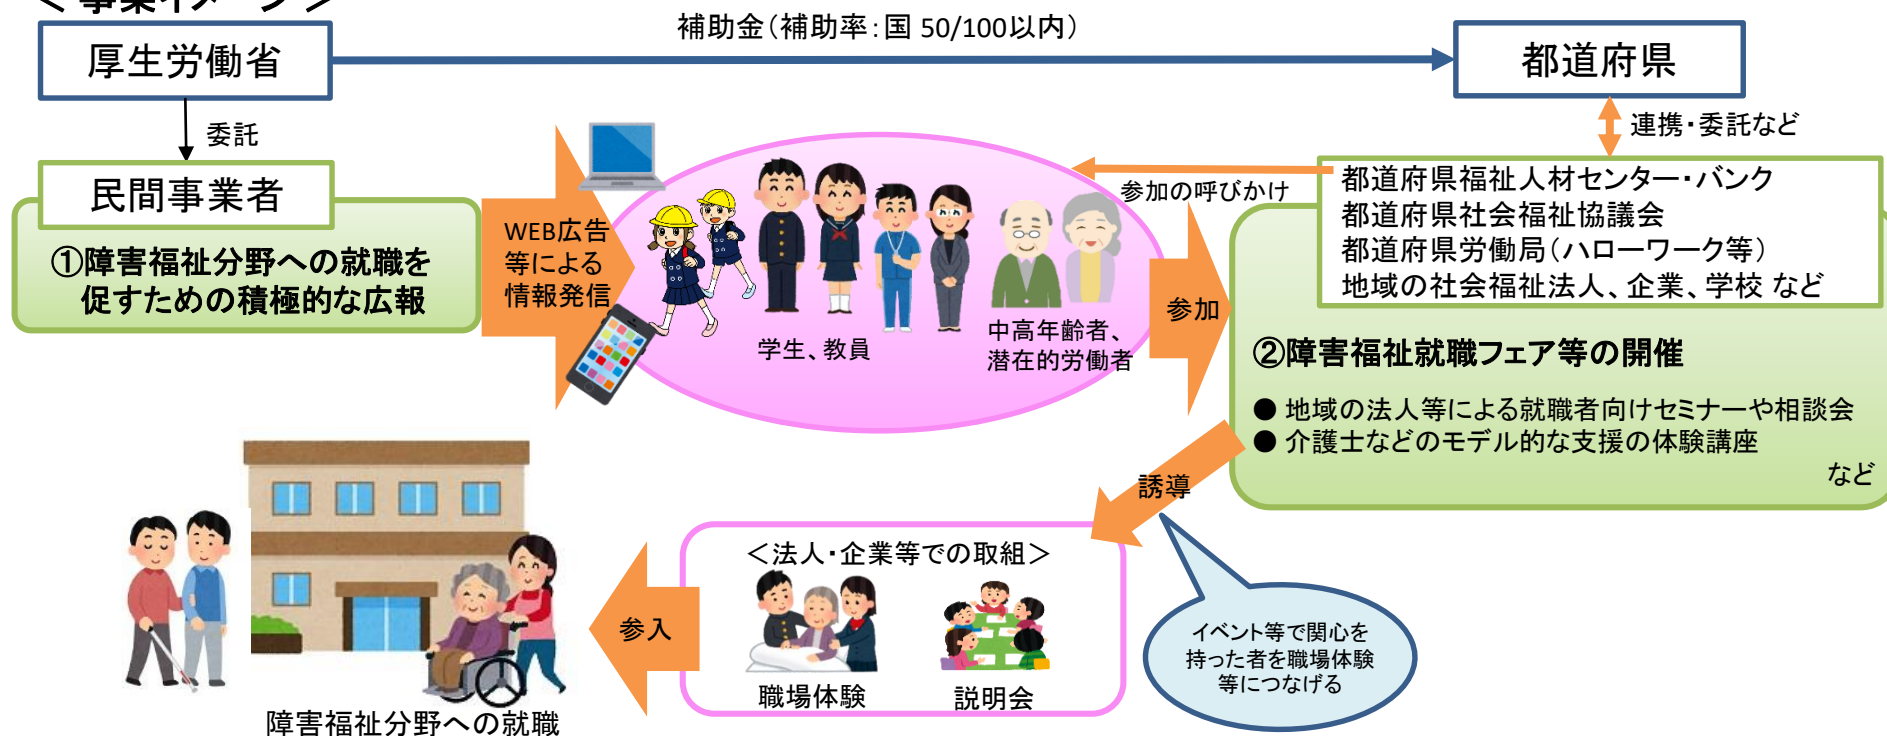 ＜ 事業イメージ ＞
補助金（補助率：国 50/100以内）
厚生労働省
都道府県
委託
連携・委託など
民間事業者
①障害福祉分野への就職を
促すための積極的な広報
WEB広告
等による
情報発信
学生、教員
中高年齢者、
潜在的労働者
参加の呼びかけ
参加
都道府県福祉人材センター・バンク
都道府県社会福祉協議会
都道府県労働局（ハローワーク等）
地域の社会福祉法人、企業、学校 など
②障害福祉就職フェア等の開催
● 地域の法人等による就職者向けセミナーや相談会
● 介護士などのモデル的な支援の体験講座
など
誘導
イベント等で関心を
持った者を職場体験
等につなげる
＜法人・企業等での取組＞
職場体験
説明会
参入
障害福祉分野への就職